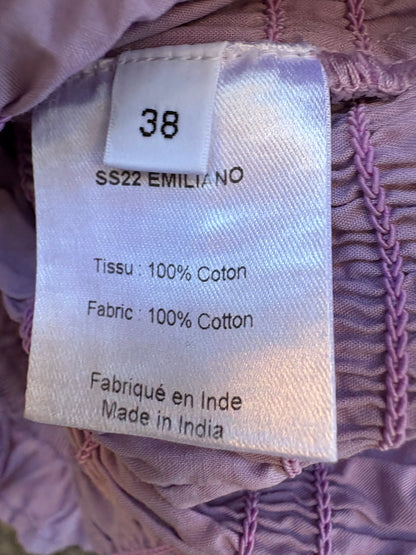 38
SS22 EMILIANO
Tissu : 100% Coton
Fabric : 100% Cotton
Fabriqué en Inde
Made in India